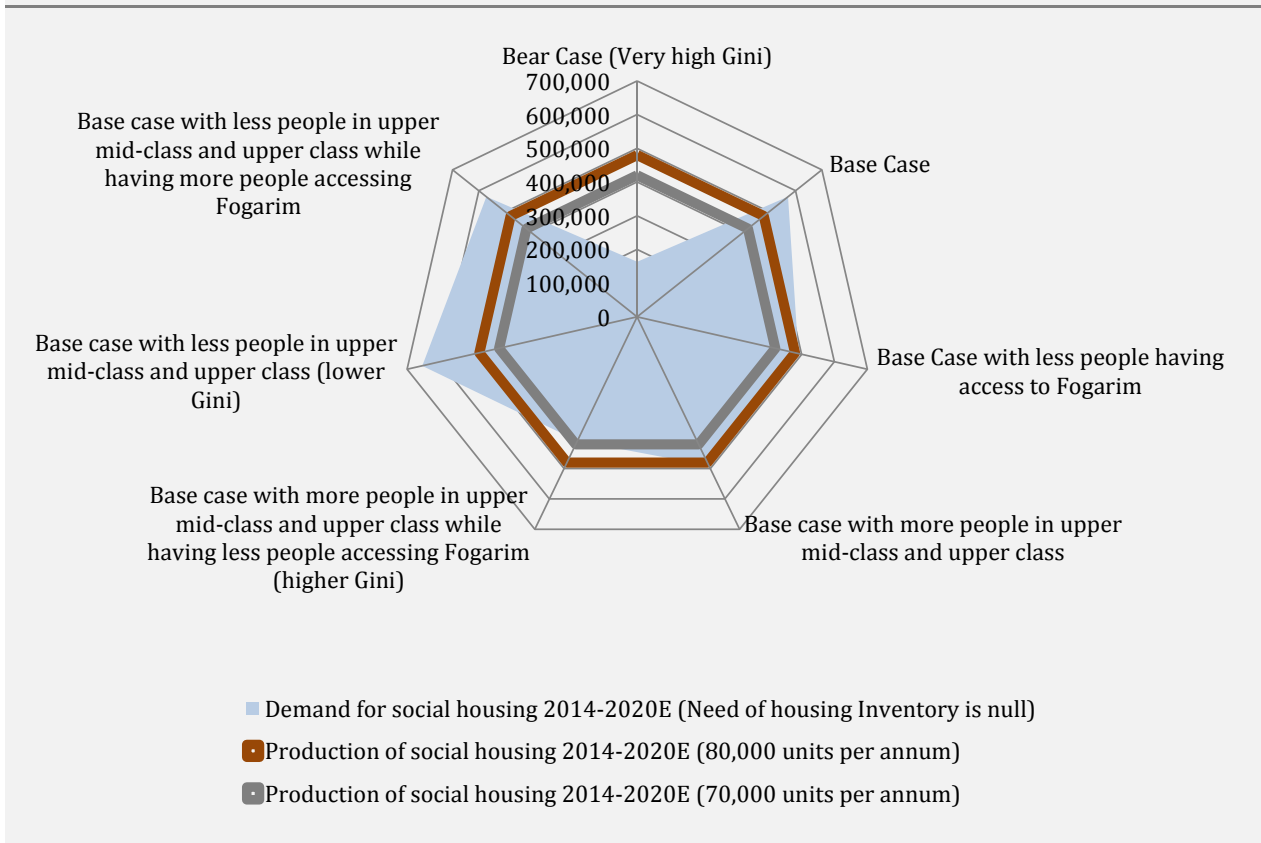 Bear Case (Very high Gini)
700,000
600,000
500,000
400,000
300,000
200,000
100,000
0
Base Case
Base Case with less people having
access to Fogarim
Base case with more people in upper
mid-class and upper class
Base case with more people in upper
mid-class and upper class while
having less people accessing Fogarim
(higher Gini)
Base case with less people in upper
mid-class and upper class (lower
Gini)
Base case with less people in upper
mid-class and upper class while
having more people accessing
Fogarim
Demand for social housing 2014-2020E (Need of housing Inventory is null)
Production of social housing 2014-2020E (80,000 units per annum)
Production of social housing 2014-2020E (70,000 units per annum)